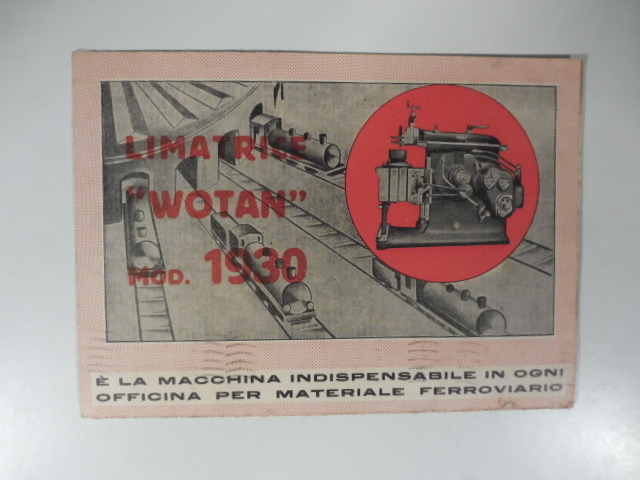 LIMATRICE
"WOTAN"
MOD. 1930
È LA MACCHINA INDISPENSABILE IN OGNI
OFFICINA PER MATERIALE FERROVIARIO